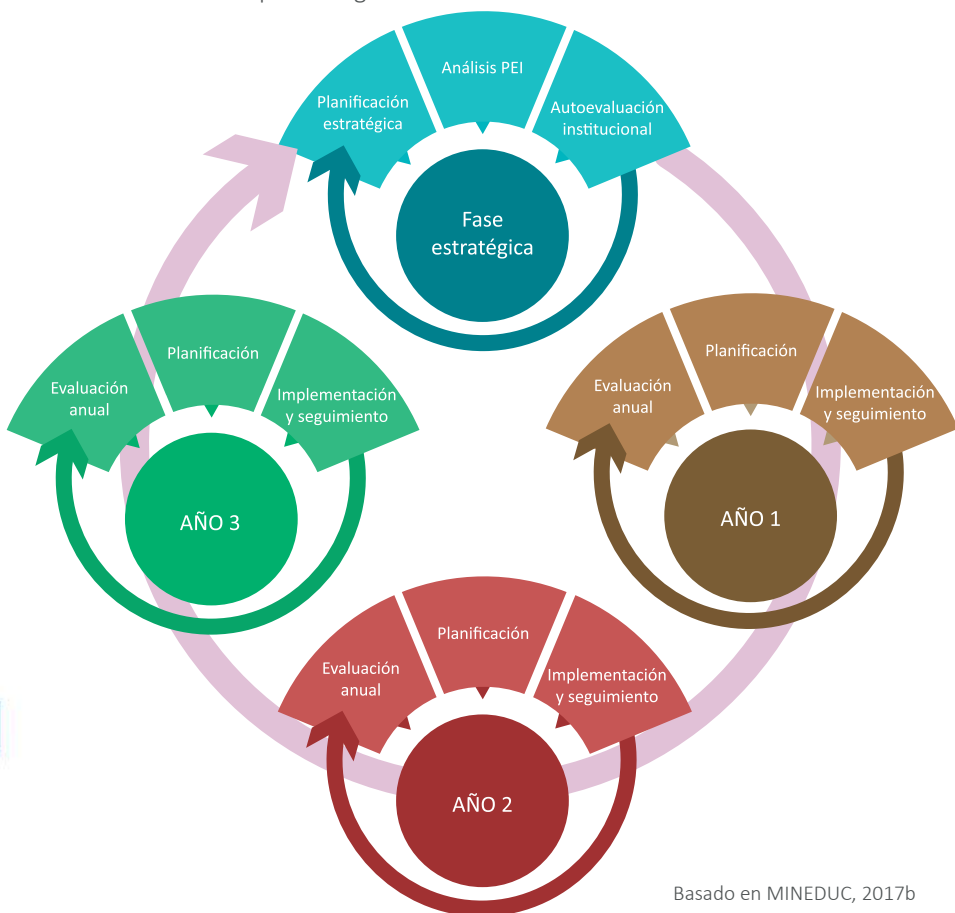 Análisis PEI
Planificación
estratégica
Autoevaluación
institucional
Fase
estratégica
Planificación
Evaluación
anual
Implementación
y seguimiento
AÑO 3
Planificación
Evaluación
anual
Implementación
y seguimiento
AÑO 1
Planificación
Evaluación
anual
Implementación
y seguimiento
AÑO 2
Basado en MINEDUC, 2017b